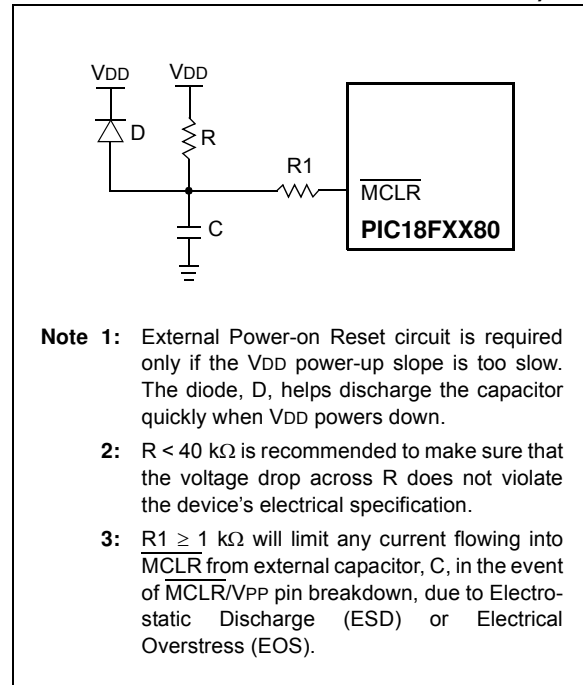 VDD VDD
D
R
R1
C
MCLR
PIC18FXX80
Note 1: External Power-on Reset circuit is required
only if the VDD power-up slope is too slow.
The diode, D, helps discharge the capacitor
quickly when VDD powers down.
2: R < 40 kΩ is recommended to make sure that
the voltage drop across R does not violate
the device's electrical specification.
3: R1 ≥ 1 kΩ will limit any current flowing into
MCLR from external capacitor, C, in the event
of MCLR/VPP pin breakdown, due to Electro-
static Discharge (ESD) or Electrical
Overstress (EOS).